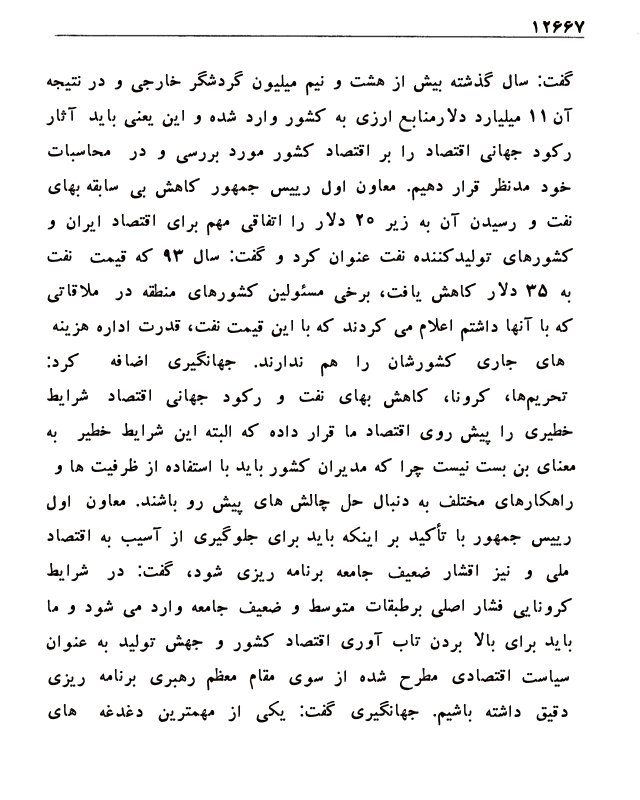 ۱۲۶۶۷
گفت: سال گذشته بیش از هشت و نیم میلیون گردشگر خارجی و در نتیجه
آن ۱۱ میلیارد دلارمنابع ارزی به کشور وارد شده و این یعنی باید آثار
رکود جهانی اقتصاد را بر اقتصاد کشور مورد بررسی و در محاسبات
خود مدنظر قرار دهیم. معاون اول رییس جمهور کاهش بی سابقه بهای
نفت و رسیدن آن به زیر ۲۰ دلار را اتفاقی مهم برای اقتصاد ایران و
کشورهای تولیدکننده نفت عنوان کرد و گفت: سال ۹۳ که قیمت نفت
به ۳۵ دلار کاهش یافت، برخی مسئولین کشورهای منطقه در ملاقاتی
که با آنها داشتم اعلام می کردند که با این قیمت نفت، قدرت اداره هزینه
های جاری کشورشان را هم ندارند. جهانگیری اضافه کرد:
تحریم‌ها، کرونا، کاهش بهای نفت و رکود جهانی اقتصاد شرایط
خطیری را پیش روی اقتصاد ما قرار داده که البته این شرایط خطیر به
معنای بن بست نیست چرا که مدیران کشور باید با استفاده از ظرفیت ها و
راهکارهای مختلف به دنبال حل چالش های پیش رو باشند. معاون اول
رییس جمهور با تأکید بر اینکه باید برای جلوگیری از آسیب به اقتصاد
ملی و نیز اقشار ضعیف جامعه برنامه ریزی شود، گفت: در شرایط
کرونایی فشار اصلی برطبقات متوسط و ضعیف جامعه وارد می شود و ما
باید برای بالا بردن تاب آوری اقتصاد کشور و جهش تولید به عنوان
سیاست اقتصادی مطرح شده از سوی مقام معظم رهبری برنامه ریزی
دقیق داشته باشیم. جهانگیری گفت: یکی از مهمترین دغدغه های